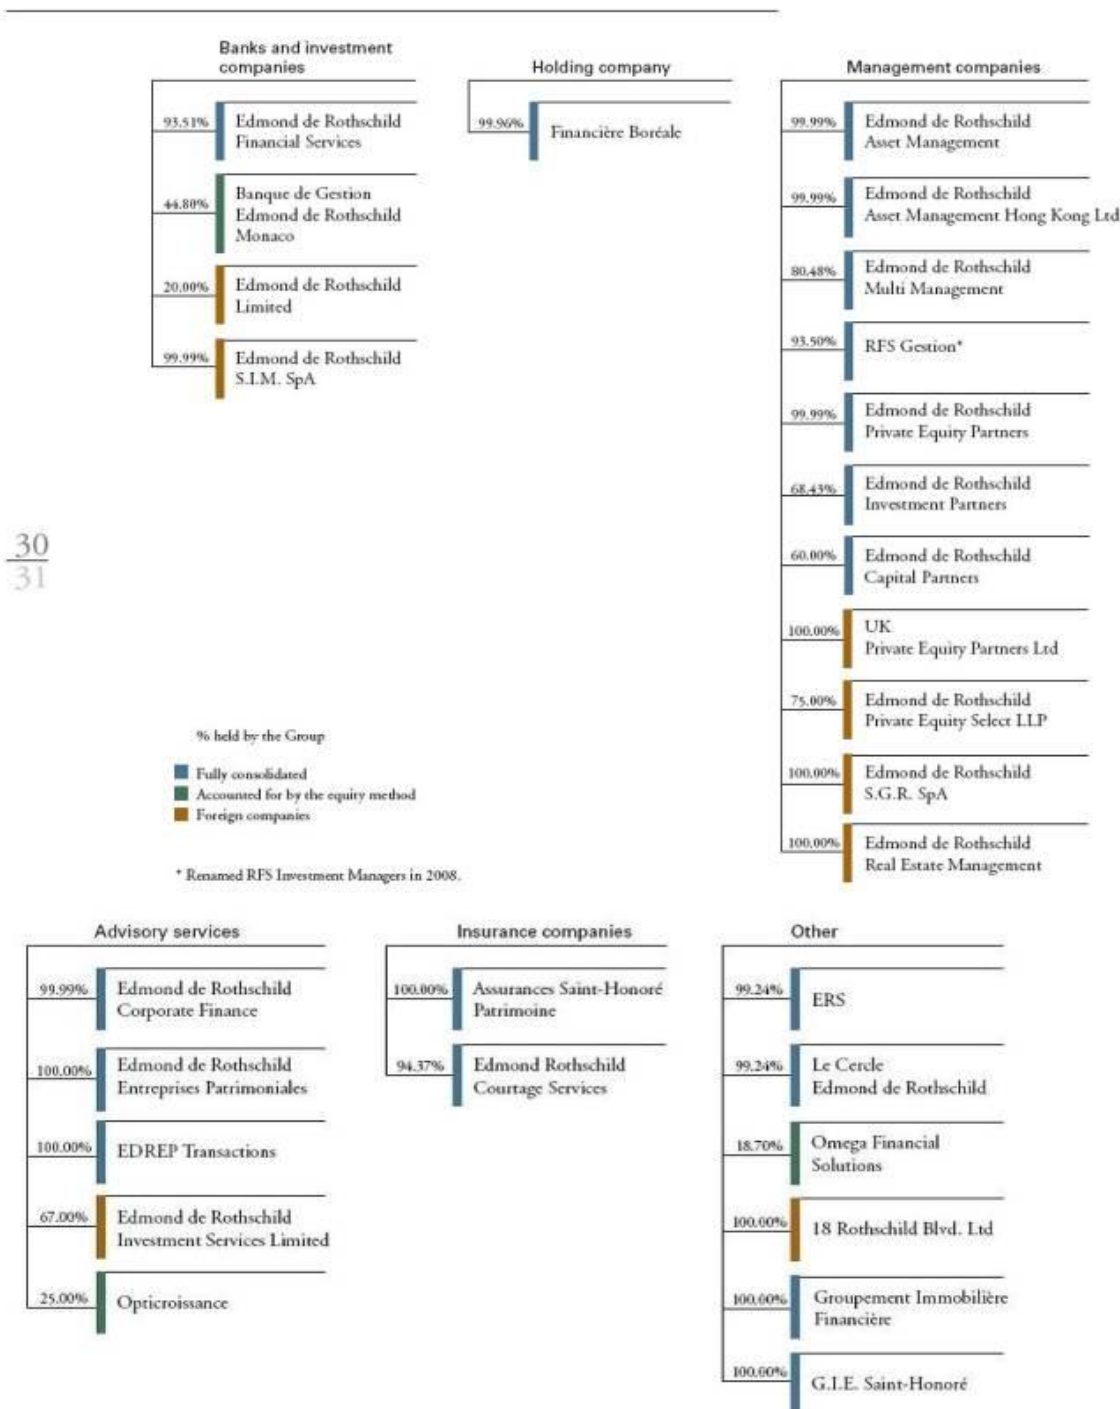 Banks and investment
companies
93.51%
Edmond de Rothschild
Financial Services
44.80%
Banque de Gestion
Edmond de Rothschild
Monaco
20.00%
Edmond de Rothschild
Limited
99.99%
Edmond de Rothschild
S.I.M. SpA
Holding company
99.96%
Financière Boréale
Management companies
99.99%
Edmond de Rothschild
Asset Management
99.99%
Edmond de Rothschild
Asset Management Hong Kong Ltd
80.48%
Edmond de Rothschild
Multi Management
93.50%
RFS Gestion*
99.99%
Edmond de Rothschild
Private Equity Partners
68.43%
Edmond de Rothschild
Investment Partners
60.00%
Edmond de Rothschild
Capital Partners
100.00%
UK
Private Equity Partners Ltd
75.00%
Edmond de Rothschild
Private Equity Select LLP
100.00%
Edmond de Rothschild
S.G.R. SpA
100.00%
Edmond de Rothschild
Real Estate Management
30
31
% held by the Group
Fully consolidated
Accounted for by the equity method
Foreign companies
* Renamed RFS Investment Managers in 2008.
Advisory services
99.99%
Edmond de Rothschild
Corporate Finance
100.00%
Edmond de Rothschild
Entreprises Patrimoniales
100.00%
EDREP Transactions
67.00%
Edmond de Rothschild
Investment Services Limited
25.00%
Opticroissance
Insurance companies
100.00%
Assurances Saint-Honoré
Patrimoine
94.37%
Edmond Rothschild
Courtage Services
Other
99.24%
ERS
99.24%
Le Cercle
Edmond de Rothschild
18.70%
Omega Financial
Solutions
100.00%
18 Rothschild Blvd. Ltd
100.00%
Groupement Immobilière
Financière
100.00%
G.I.E. Saint-Honoré